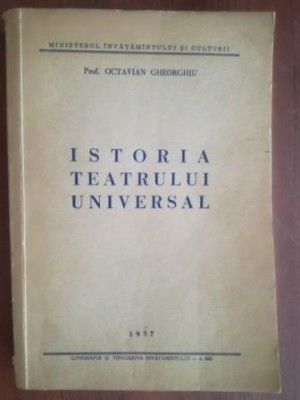 MINISTERUL ÎNVĂȚĂMÎNTULUI ȘI CULTURII
Prof. OCTAVIAN GHEORGHIU
ISTORIA
TEATRULUI
UNIVERSAL
1957
LITOGRAFIA ȘI TIPOGRAFIA ÎNVĂȚĂMÎNTULUI